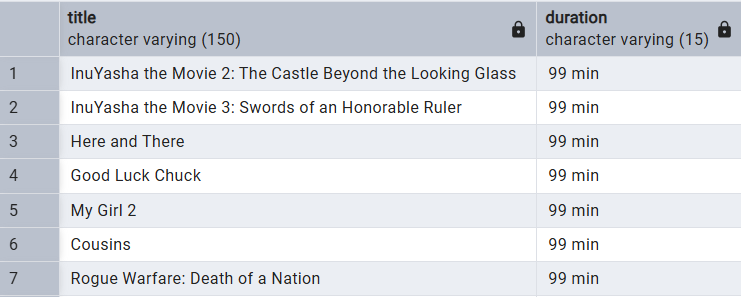 title duration
character varying (150) character varying (15)
1 InuYasha the Movie 2: The Castle Beyond the Looking Glass 99 min
2 InuYasha the Movie 3: Swords of an Honorable Ruler 99 min
3 Here and There 99 min
4 Good Luck Chuck 99 min
5 My Girl 2 99 min
6 Cousins 99 min
7 Rogue Warfare: Death of a Nation 99 min